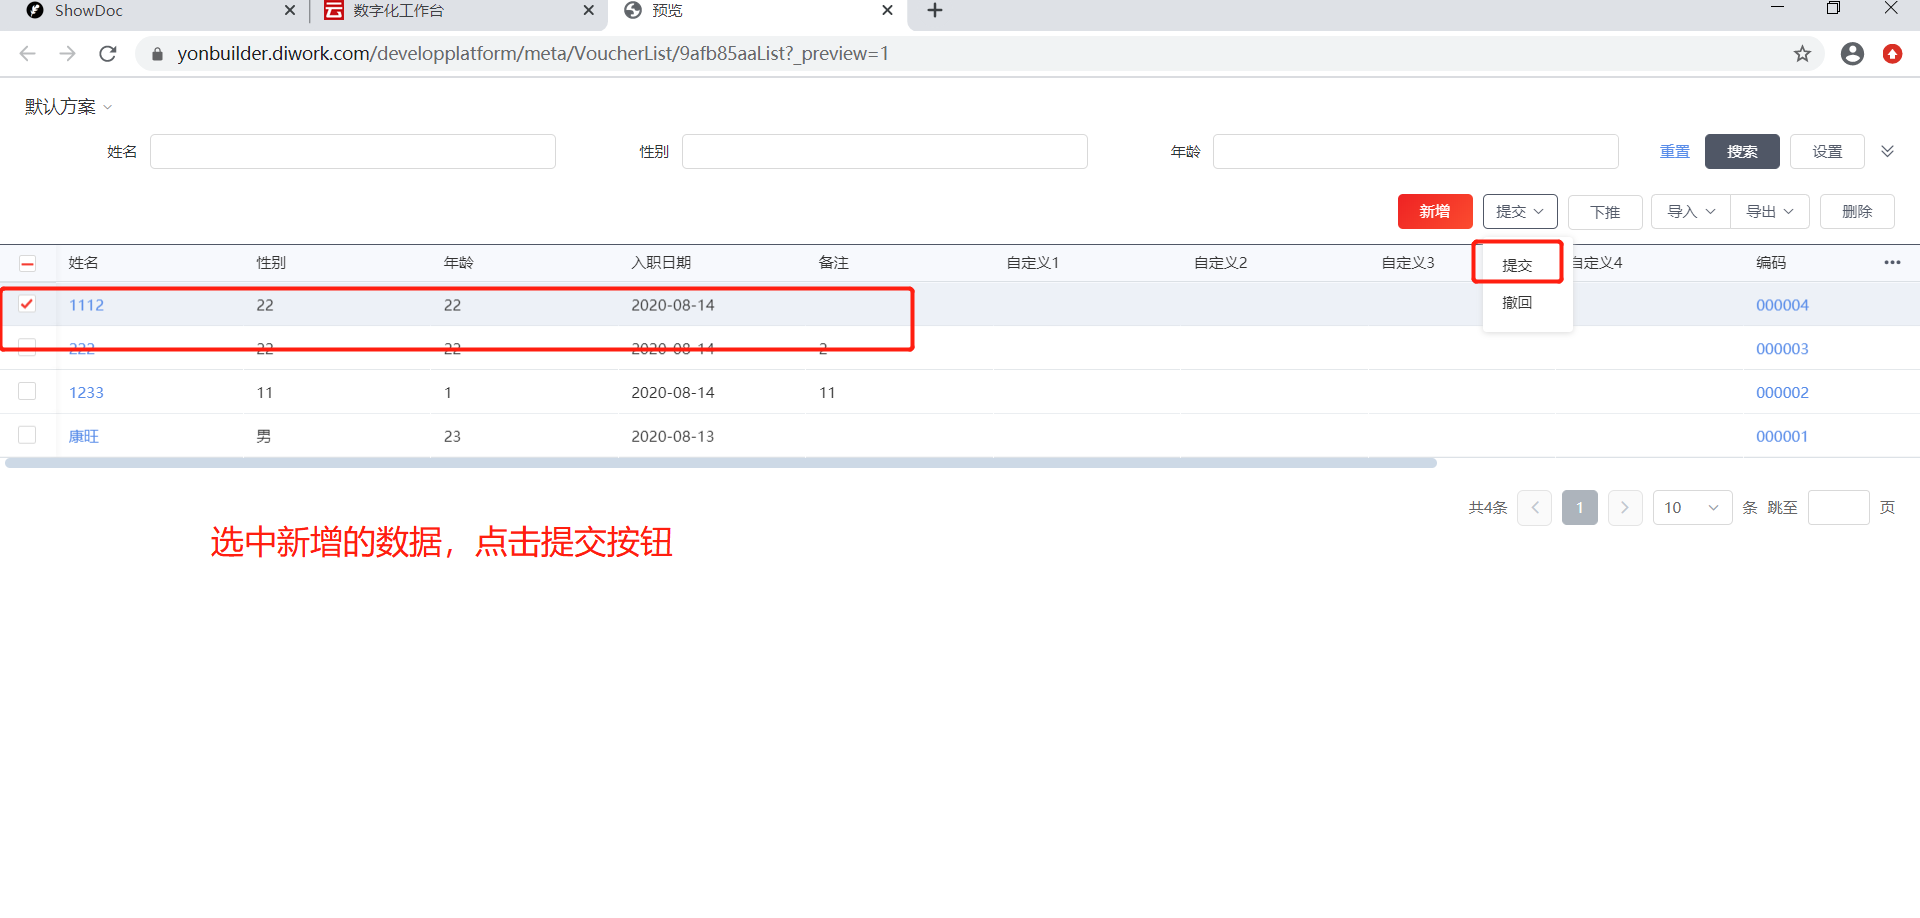 ShowDoc 数字化工作台 预览
yonbuilder.diwork.com/developplatform/meta/VoucherList/9afb85aaList?_preview=1
默认方案
姓名 性别 年龄 重置 搜索 设置
新增 提交 下推 导入 导出 删除
姓名 性别 年龄 入职日期 备注 自定义1 自定义2 自定义3 自定义4 编码
提交
撤回
1112 22 22 2020-08-14 000004
222 22 22 2020-08-14 2 000003
1233 11 1 2020-08-14 11 000002
康旺 男 23 2020-08-13 000001
共4条 1 10 条 跳至 页
选中新增的数据，点击提交按钮